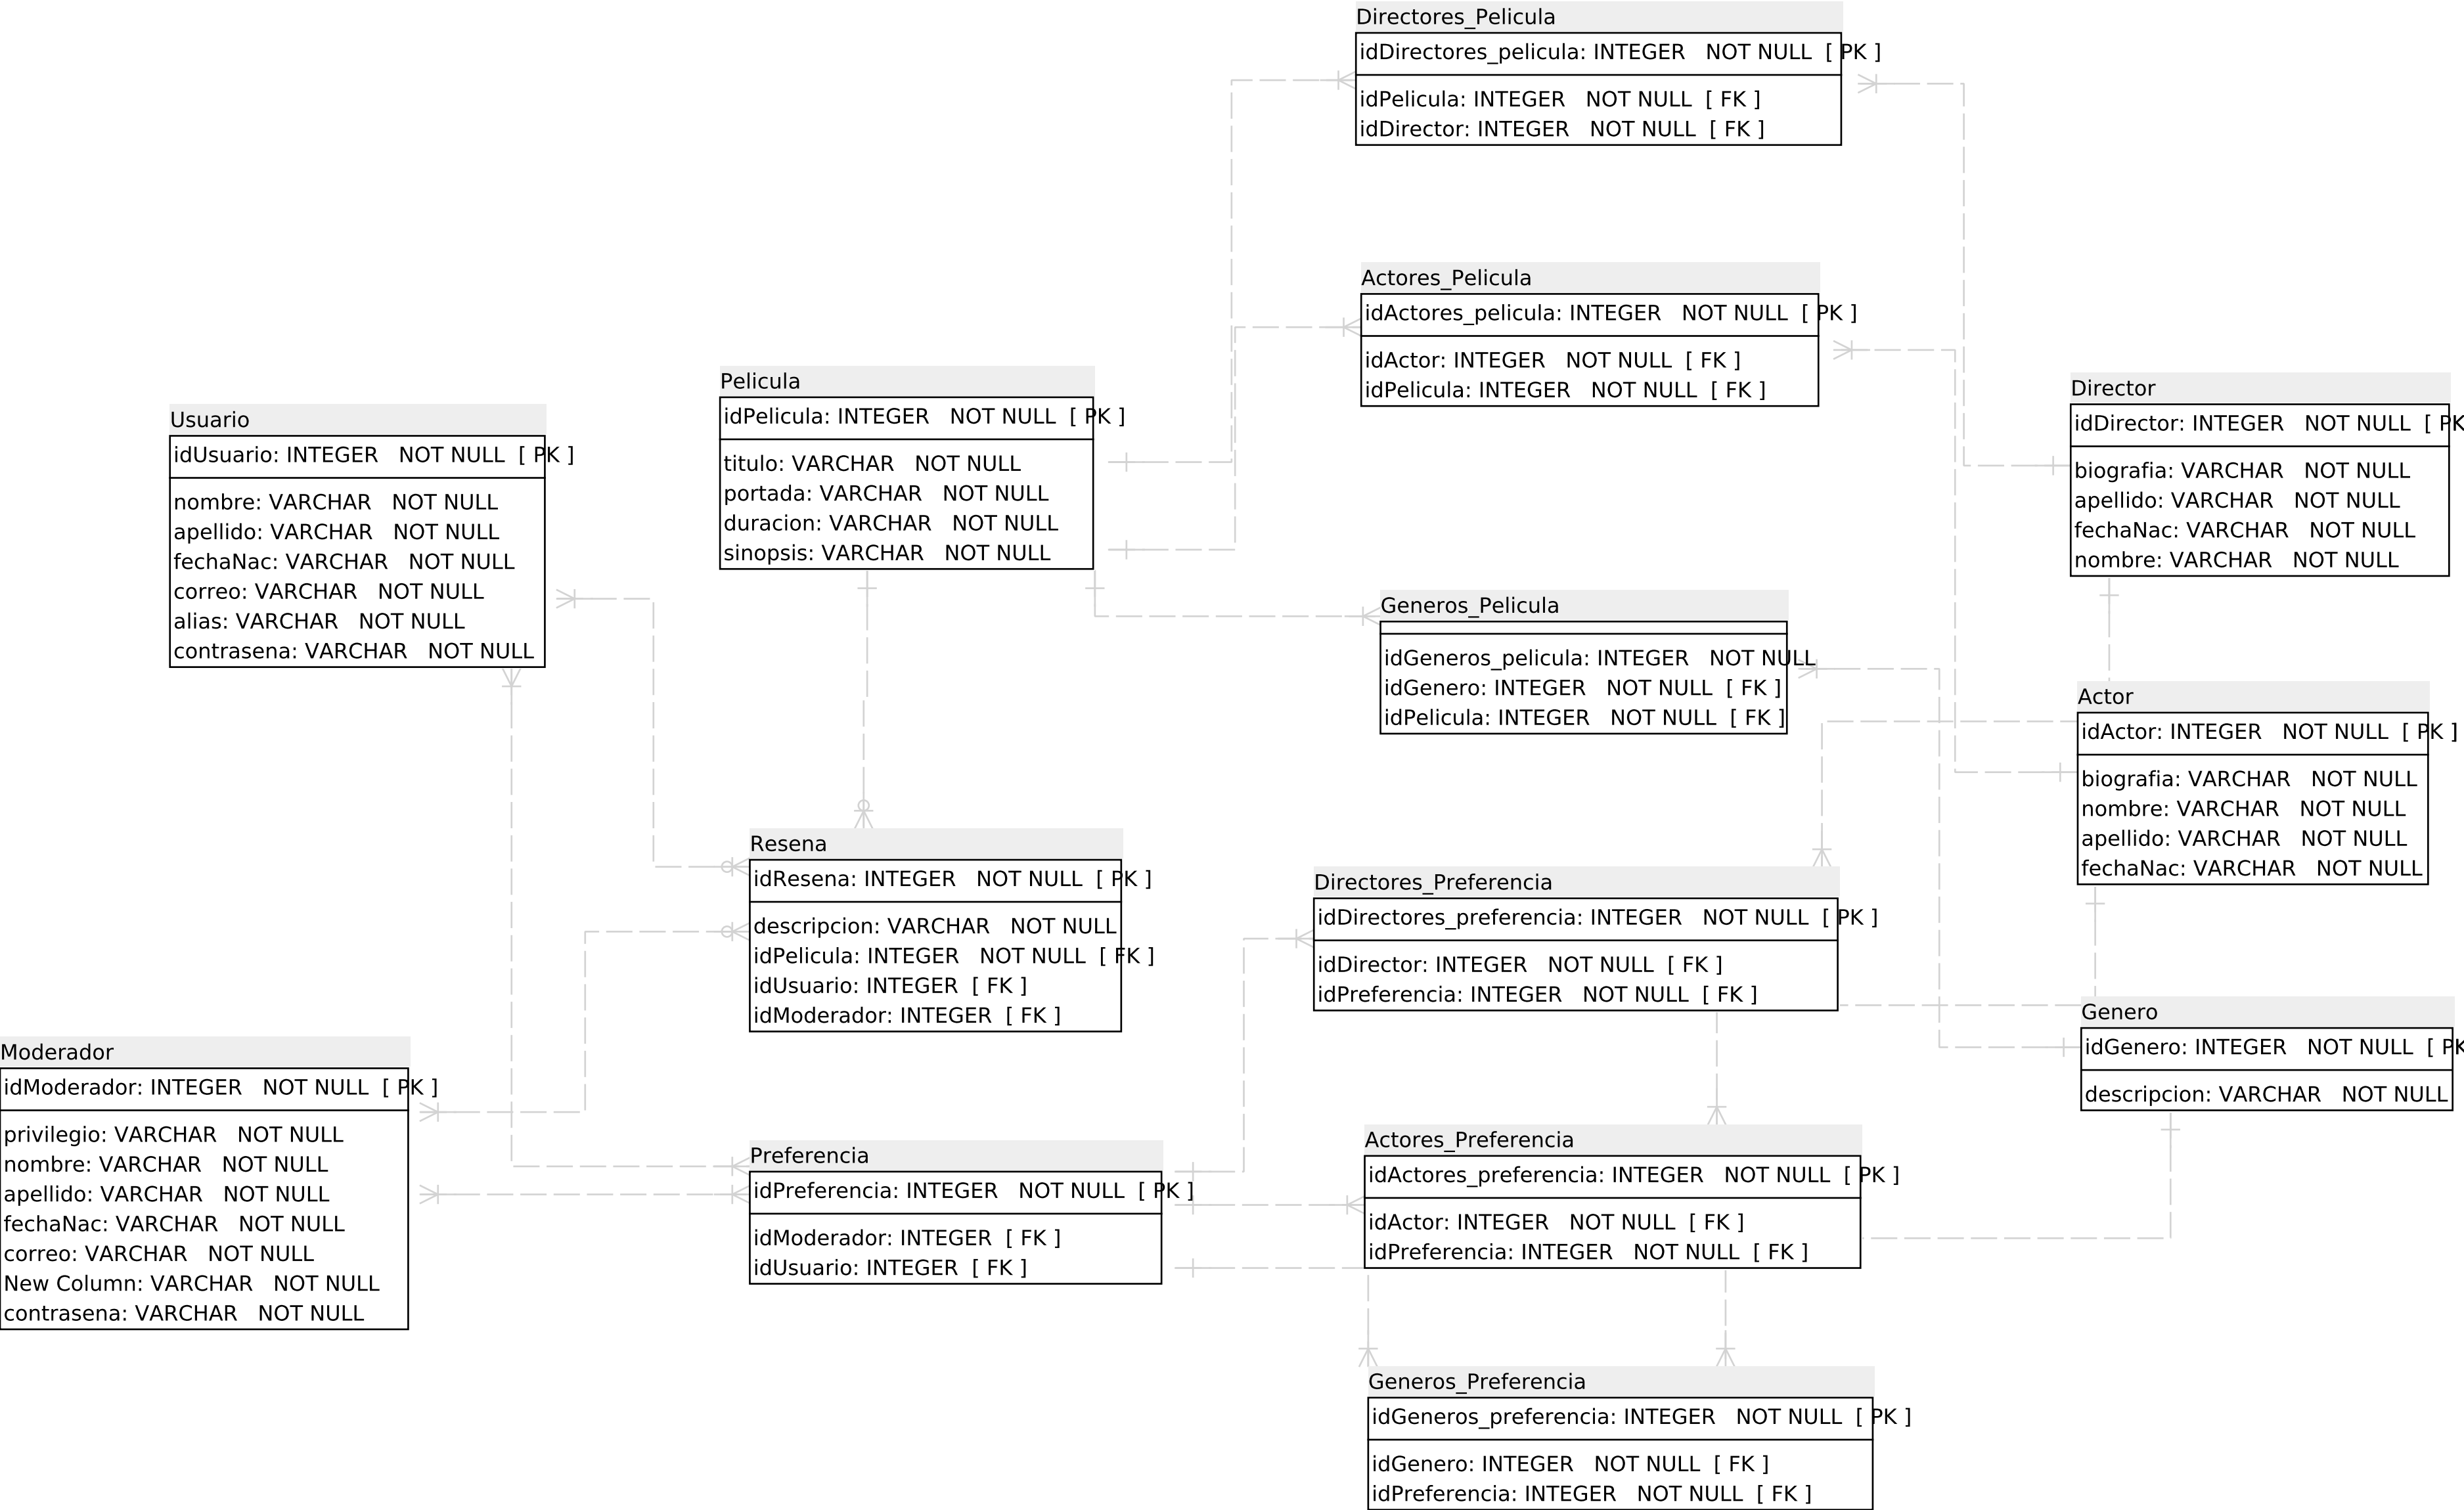 Directores_Pelicula
idDirectores_pelicula: INTEGER NOT NULL [ PK ]
idPelicula: INTEGER NOT NULL [ FK ]
idDirector: INTEGER NOT NULL [ FK ]
Actores_Pelicula
idActores_pelicula: INTEGER NOT NULL [ PK ]
idActor: INTEGER NOT NULL [ FK ]
idPelicula: INTEGER NOT NULL [ FK ]
Pelicula
idPelicula: INTEGER NOT NULL [ PK ]
titulo: VARCHAR NOT NULL
portada: VARCHAR NOT NULL
duracion: VARCHAR NOT NULL
sinopsis: VARCHAR NOT NULL
Director
idDirector: INTEGER NOT NULL [ PK
biografia: VARCHAR NOT NULL
apellido: VARCHAR NOT NULL
fechaNac: VARCHAR NOT NULL
nombre: VARCHAR NOT NULL
Usuario
idUsuario: INTEGER NOT NULL [ PK ]
nombre: VARCHAR NOT NULL
apellido: VARCHAR NOT NULL
fechaNac: VARCHAR NOT NULL
correo: VARCHAR NOT NULL
alias: VARCHAR NOT NULL
contrasena: VARCHAR NOT NULL
Generos_Pelicula
idGeneros_pelicula: INTEGER NOT NULL
idGenero: INTEGER NOT NULL [ FK ]
idPelicula: INTEGER NOT NULL [ FK ]
Actor
idActor: INTEGER NOT NULL [ PK ]
biografia: VARCHAR NOT NULL
nombre: VARCHAR NOT NULL
apellido: VARCHAR NOT NULL
fechaNac: VARCHAR NOT NULL
Resena
idResena: INTEGER NOT NULL [ PK ]
descripcion: VARCHAR NOT NULL
idPelicula: INTEGER NOT NULL [ FK ]
idUsuario: INTEGER [ FK ]
idModerador: INTEGER [ FK ]
Directores_Preferencia
idDirectores_preferencia: INTEGER NOT NULL [ PK ]
idDirector: INTEGER NOT NULL [ FK ]
idPreferencia: INTEGER NOT NULL [ FK ]
Genero
idGenero: INTEGER NOT NULL [ PK
descripcion: VARCHAR NOT NULL
Moderador
idModerador: INTEGER NOT NULL [ PK ]
privilegio: VARCHAR NOT NULL
nombre: VARCHAR NOT NULL
apellido: VARCHAR NOT NULL
fechaNac: VARCHAR NOT NULL
correo: VARCHAR NOT NULL
New Column: VARCHAR NOT NULL
contrasena: VARCHAR NOT NULL
Preferencia
idPreferencia: INTEGER NOT NULL [ PK ]
idModerador: INTEGER [ FK ]
idUsuario: INTEGER [ FK ]
Actores_Preferencia
idActores_preferencia: INTEGER NOT NULL [ PK ]
idActor: INTEGER NOT NULL [ FK ]
idPreferencia: INTEGER NOT NULL [ FK ]
Generos_Preferencia
idGeneros_preferencia: INTEGER NOT NULL [ PK ]
idGenero: INTEGER NOT NULL [ FK ]
idPreferencia: INTEGER NOT NULL [ FK ]